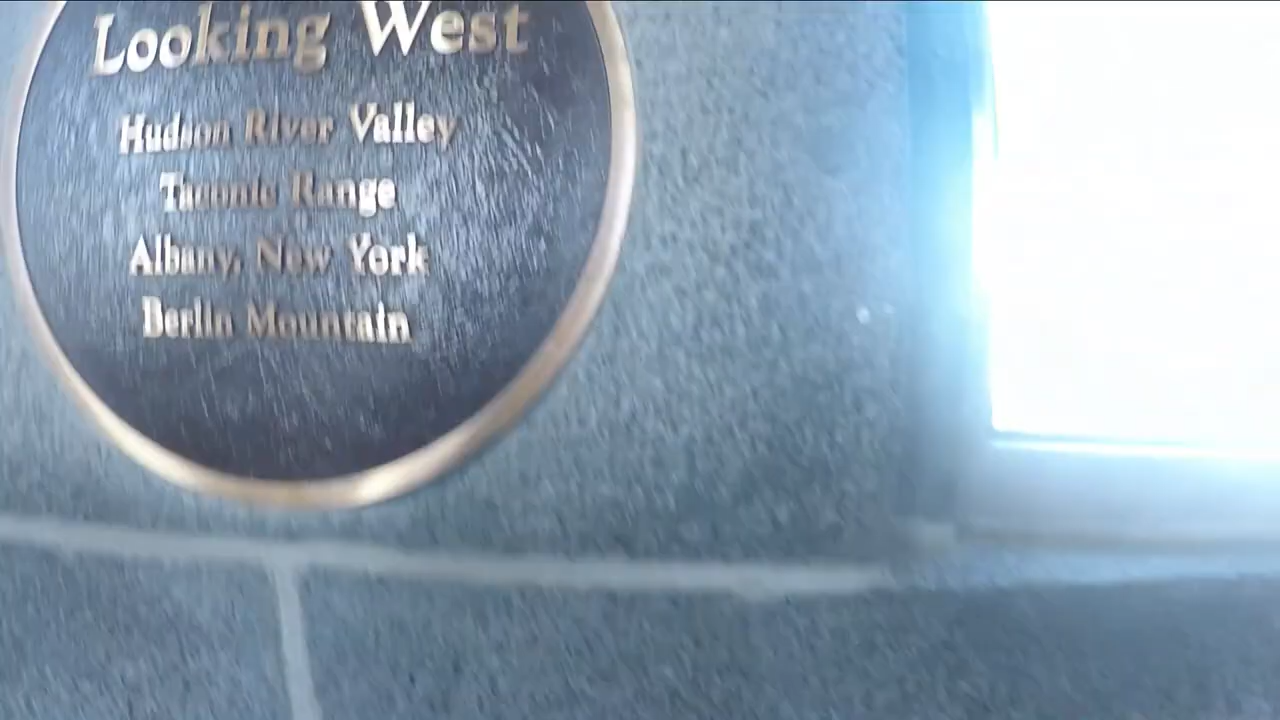 Looking West
Hudson River Valley
Taconic Range
Albany, New York
Berlin Mountain